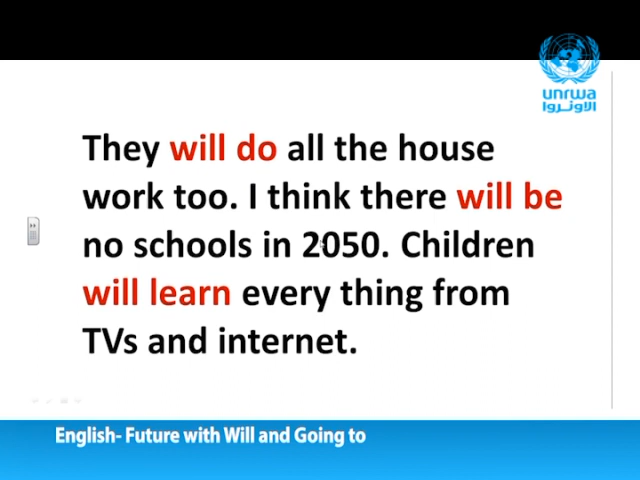 unrwa
الاونروا
They will do all the house
work too. I think there will be
no schools in 2050. Children
will learn every thing from
TVs and internet.
English- Future with Will and Going to